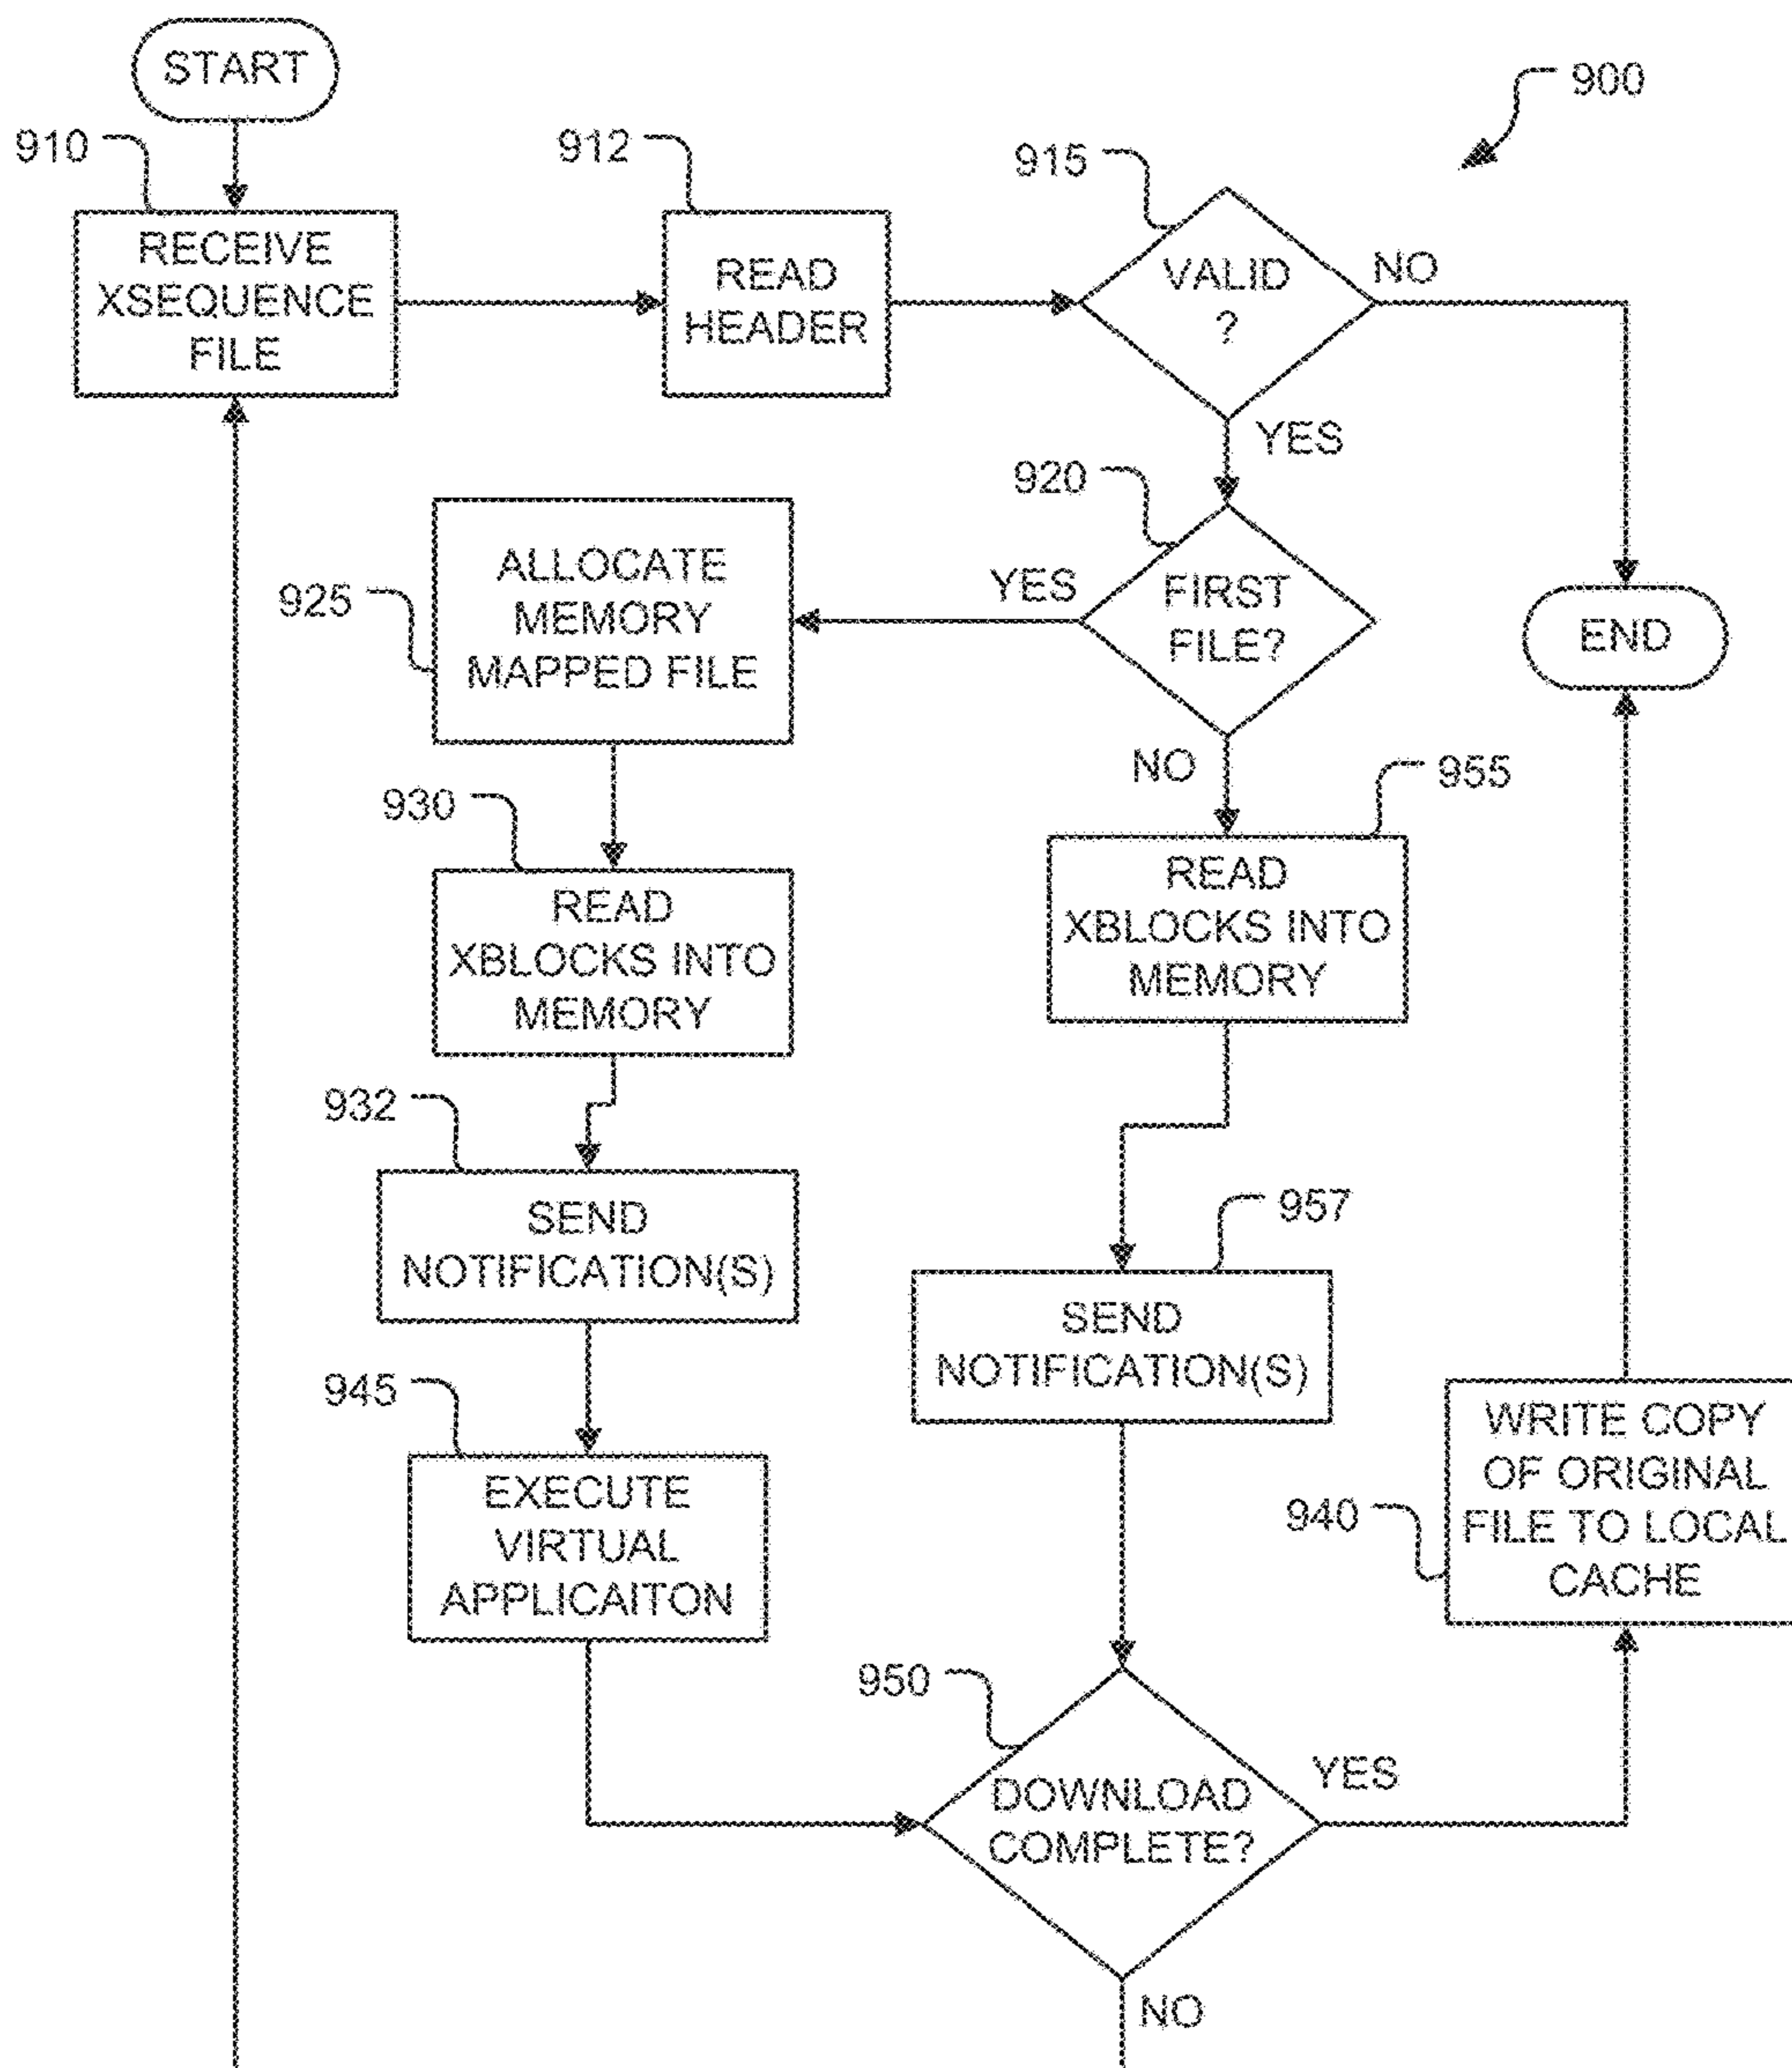 START
900
910
912
915
RECEIVE
XSEQUENCE
FILE
READ
HEADER
VALID
?
NO
YES
920
925
ALLOCATE
MEMORY
MAPPED FILE
YES
FIRST
FILE?
END
NO
955
930
READ
XBLOCKS INTO
MEMORY
READ
XBLOCKS INTO
MEMORY
932
SEND
NOTIFICATION(S)
957
SEND
NOTIFICATION(S)
945
EXECUTE
VIRTUAL
APPLICAITON
940
WRITE COPY
OF ORIGINAL
FILE TO LOCAL
CACHE
950
DOWNLOAD
COMPLETE?
YES
NO